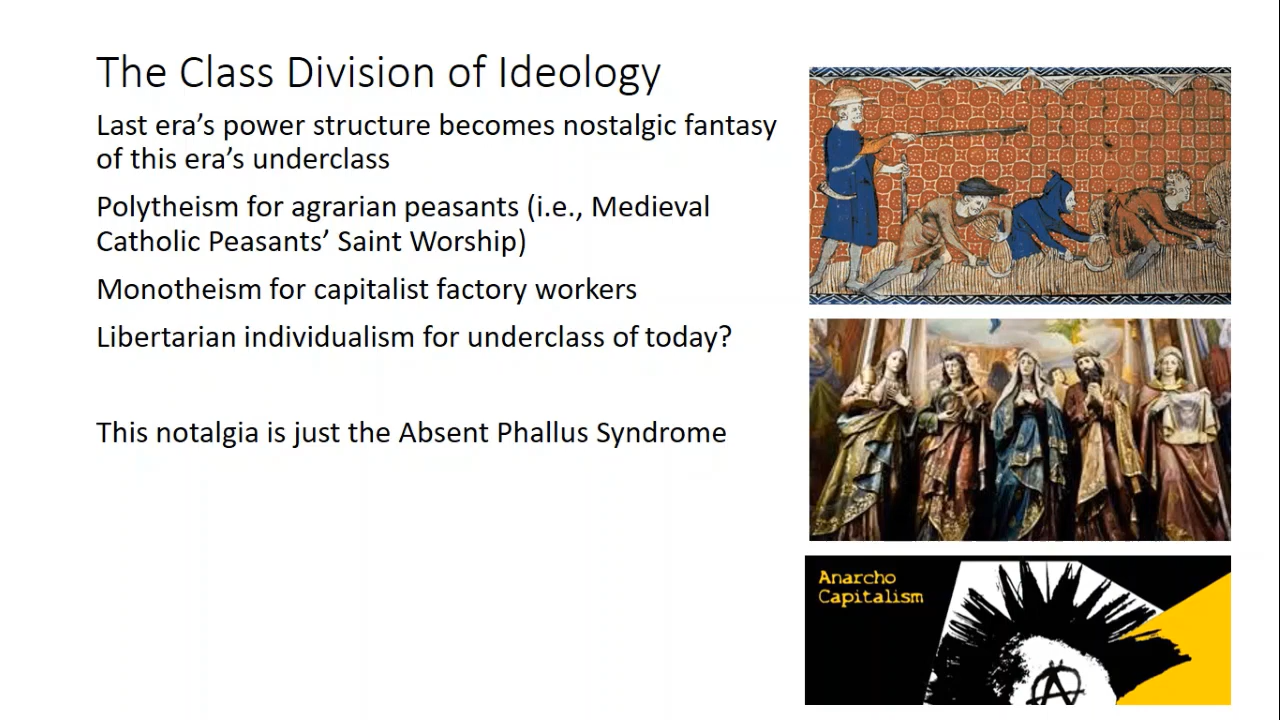 The Class Division of Ideology
Last era’s power structure becomes nostalgic fantasy
of this era’s underclass
Polytheism for agrarian peasants (i.e., Medieval
Catholic Peasants’ Saint Worship)
Monotheism for capitalist factory workers
Libertarian individualism for underclass of today?
This notalgia is just the Absent Phallus Syndrome
Anarcho
Capitalism